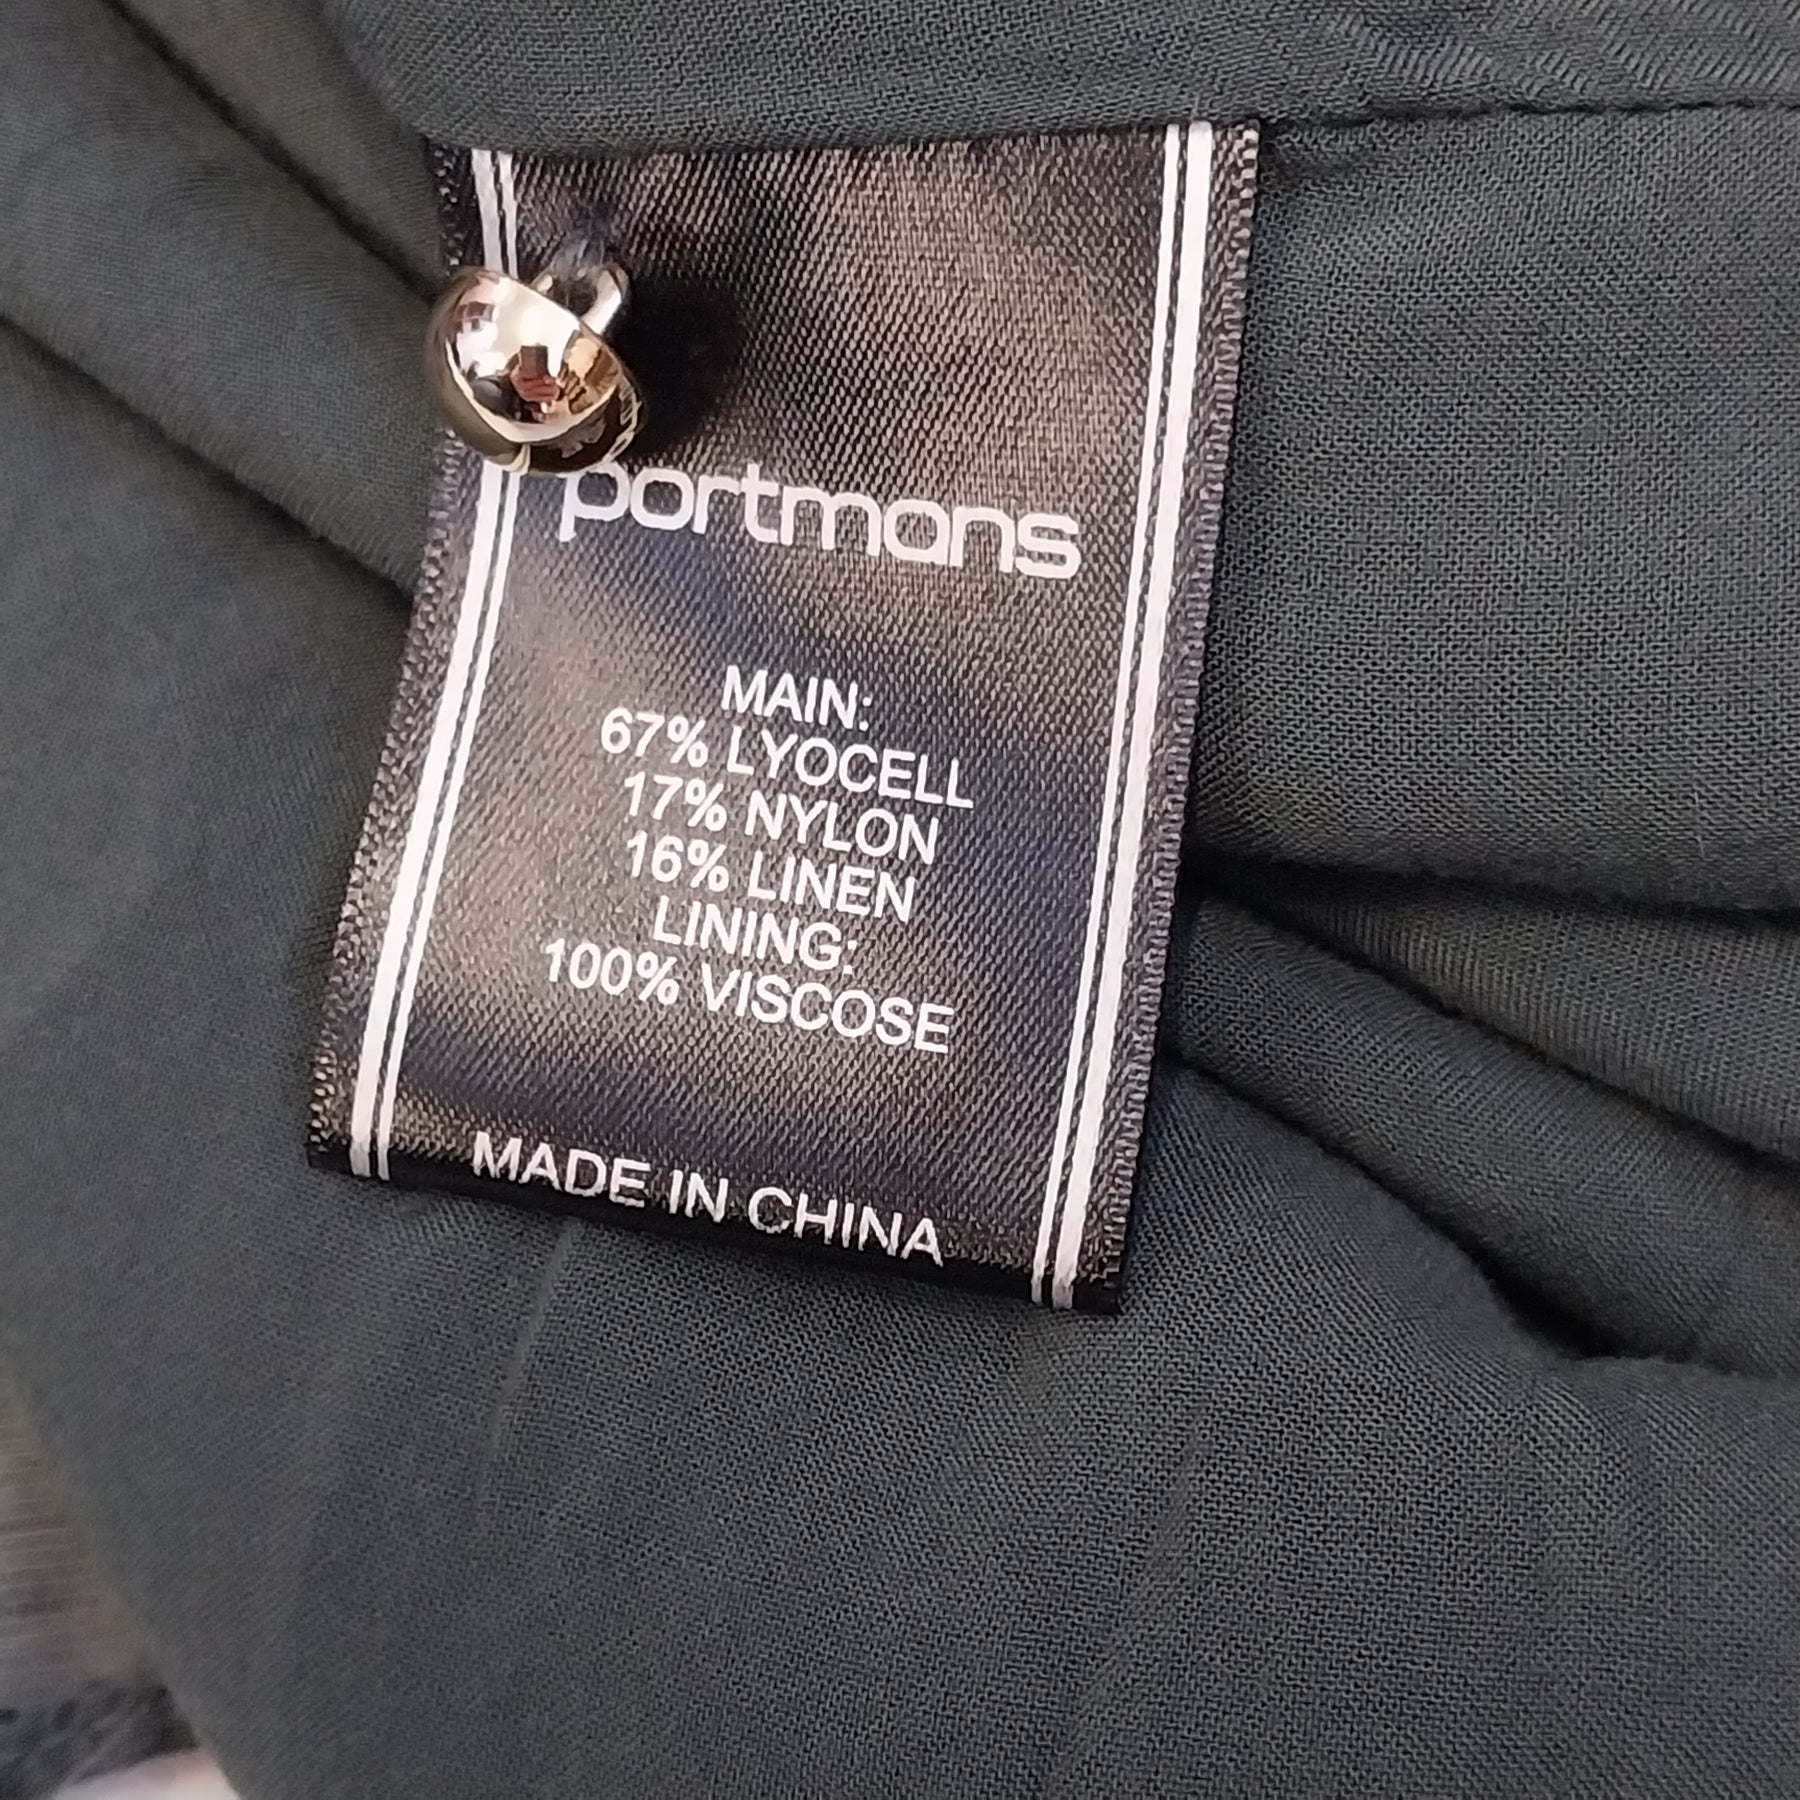 portmans
MAIN:
67% LYOCELL
17% NYLON
16% LINEN
LINING:
100% VISCOSE
MADE IN CHINA